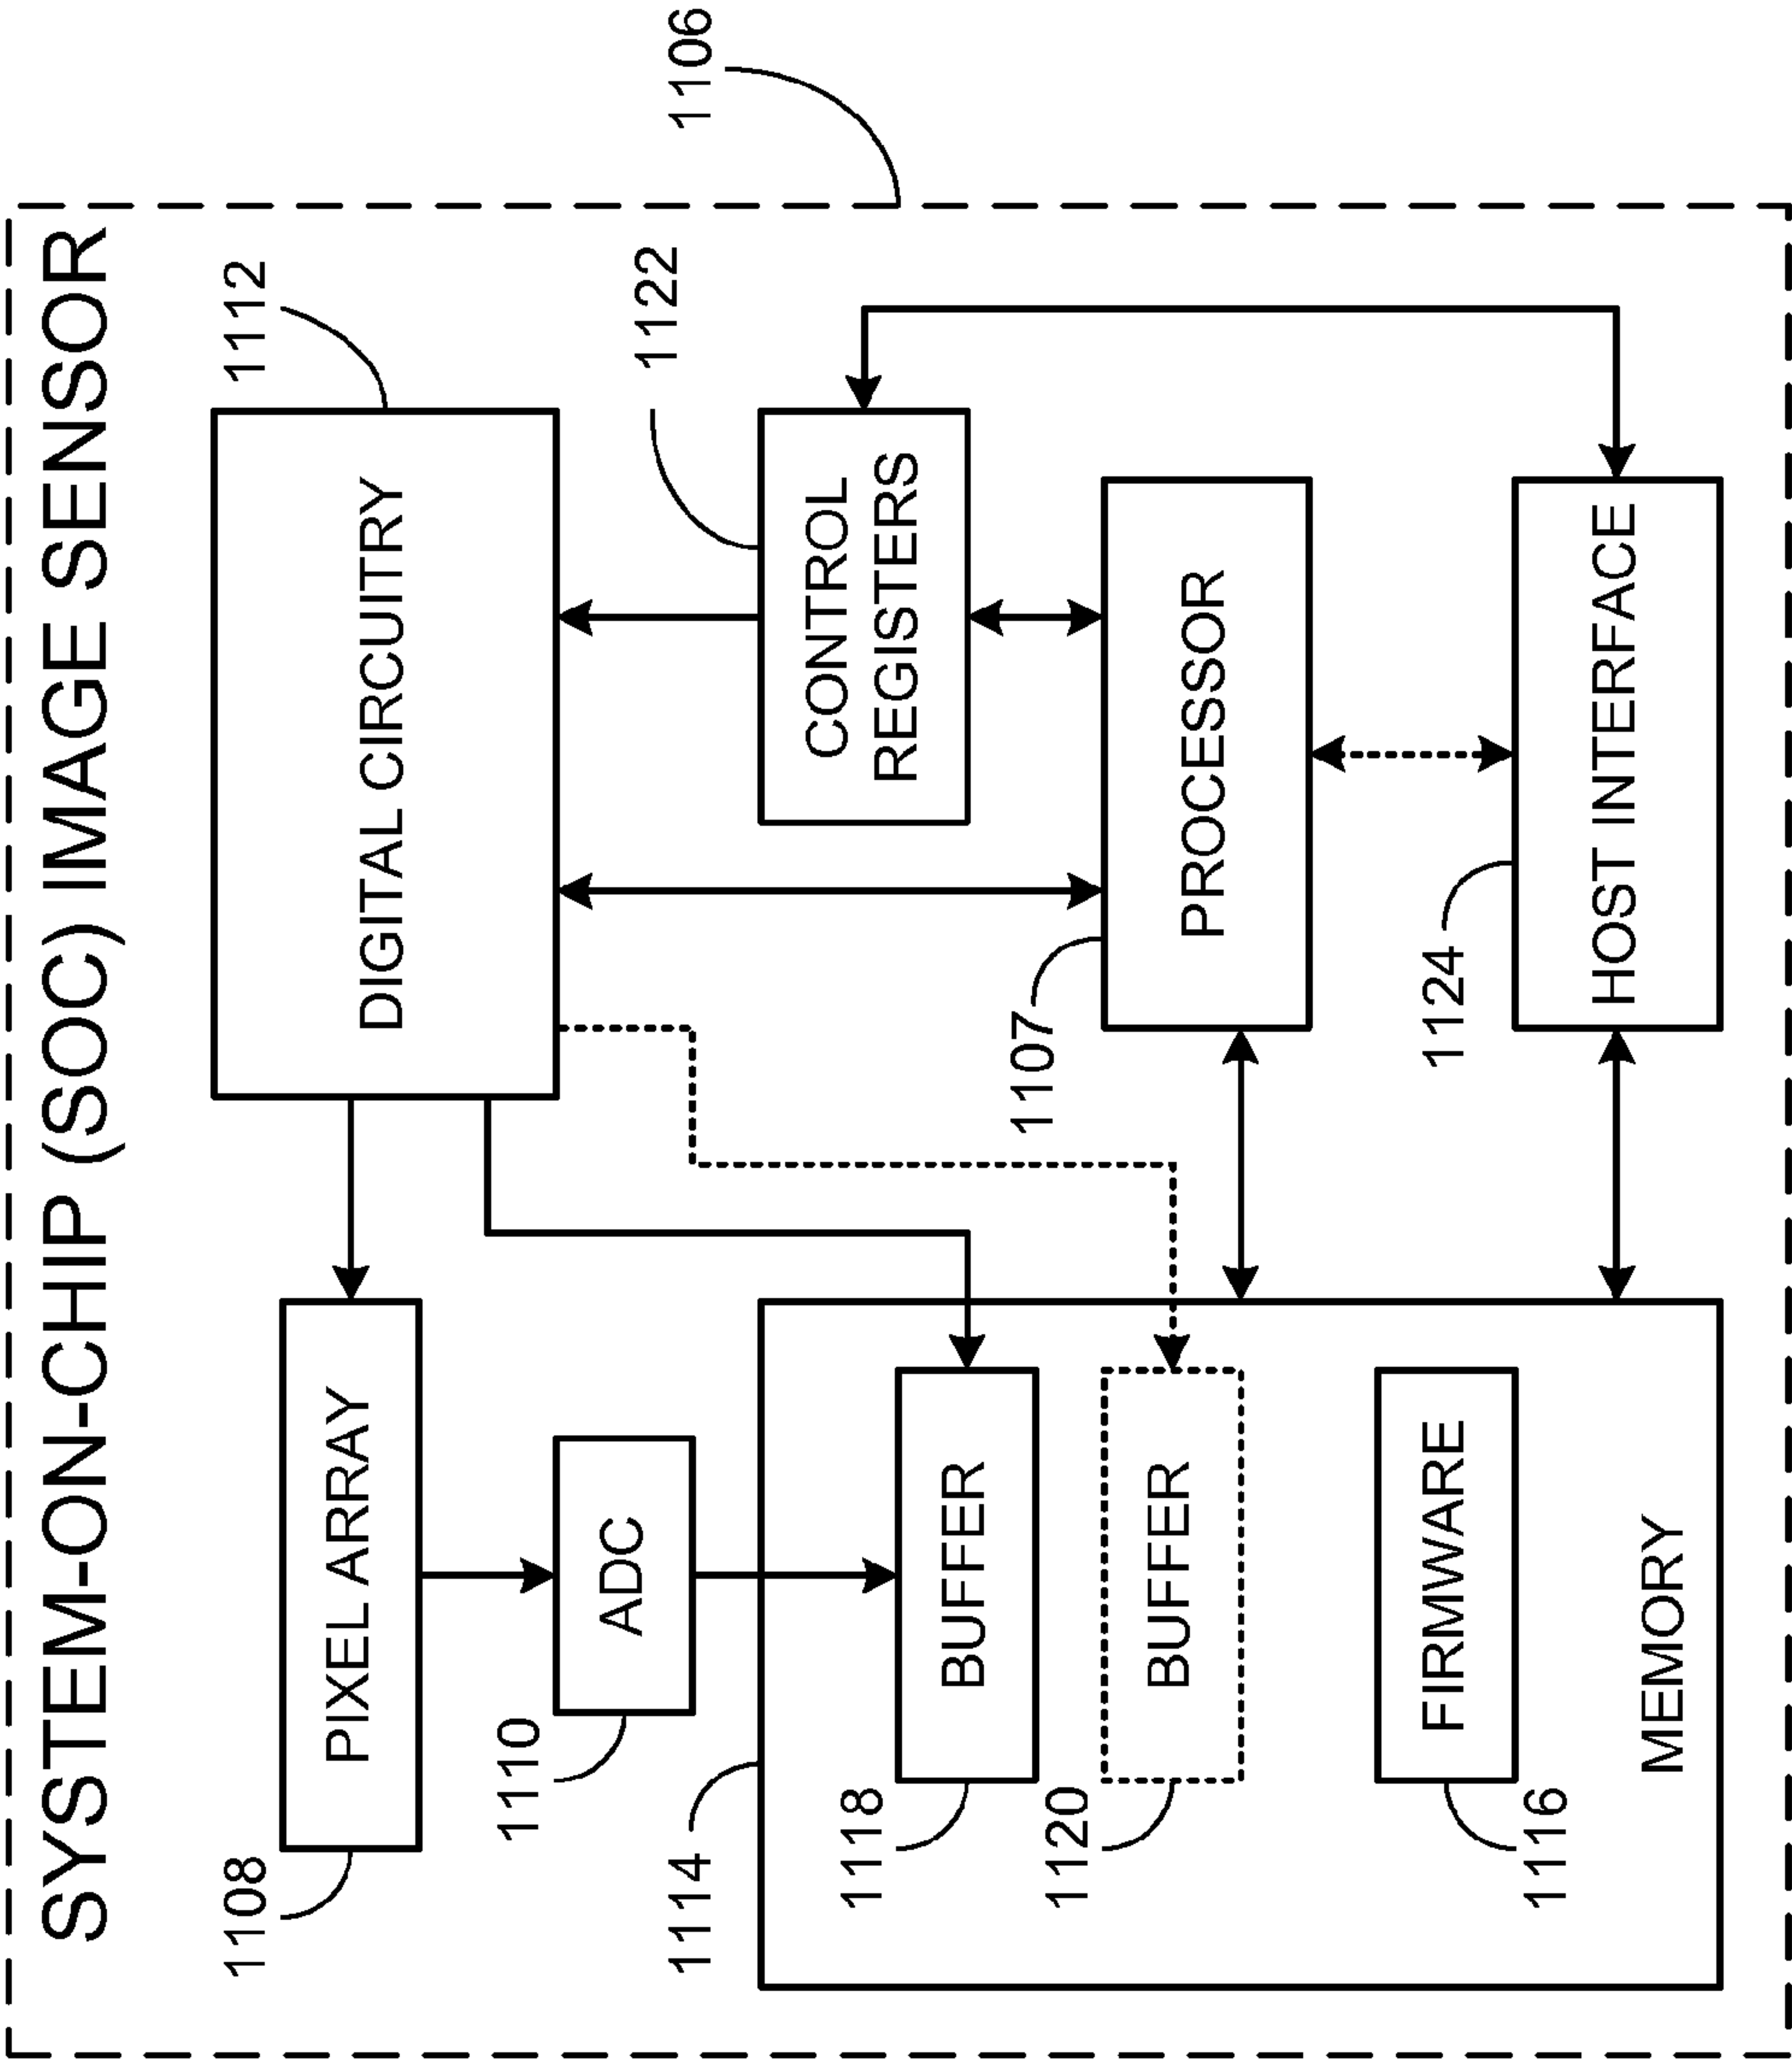 SYSTEM-ON-CHIP (SOC) IMAGE SENSOR
1106
1108
PIXEL ARRAY
DIGITAL CIRCUITRY
1112
1110
ADC
1114
1122
CONTROL
REGISTERS
1118
BUFFER
1120
BUFFER
1107
PROCESSOR
1116
FIRMWARE
MEMORY
1124
HOST INTERFACE